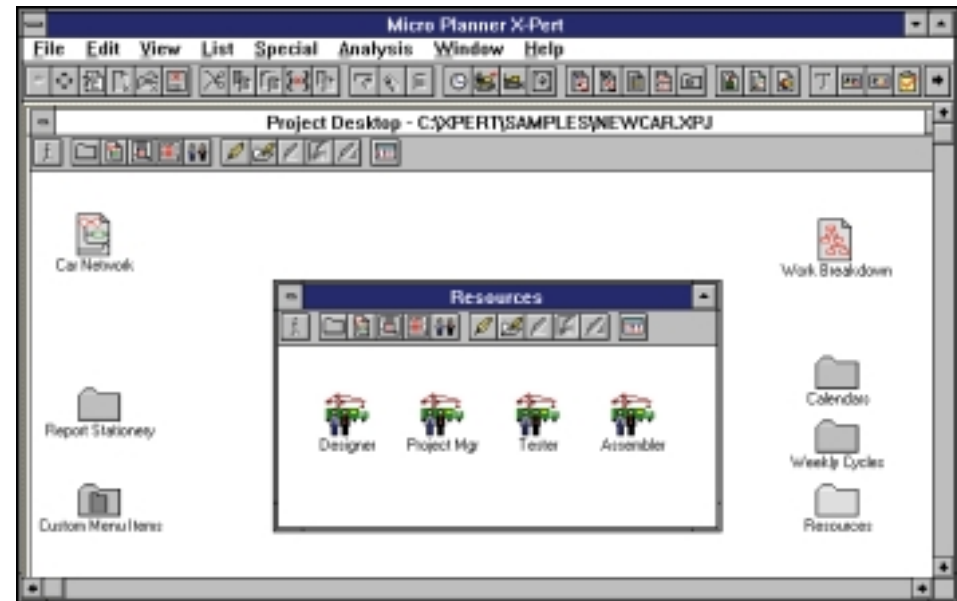 Micro Planner X-Pert
File Edit View List Special Analysis Window Help
Project Desktop - C:\XPERT\SAMPLES\NEWCAR.XPJ
Car Network
Work Breakdown
Resources
Designer Project Mgr Tester Assembler
Calendars
Report Stationery
Weekly Cycles
Custom Menu Items
Resources